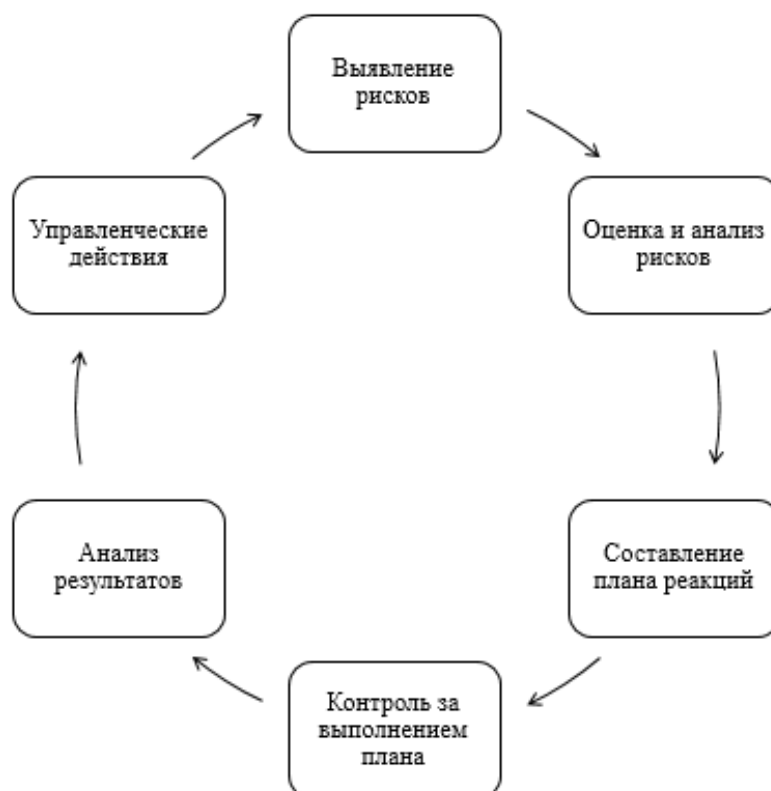 Выявление
рисков
Оценка и анализ
рисков
Составление
плана реакций
Контроль за
выполнением
плана
Анализ
результатов
Управленческие
действия